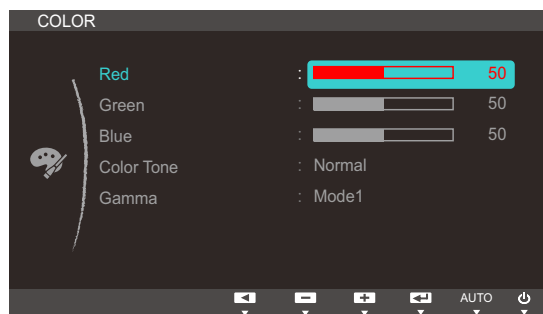 COLOR
Red : 50
Green : 50
Blue : 50
Color Tone : Normal
Gamma : Mode1
AUTO